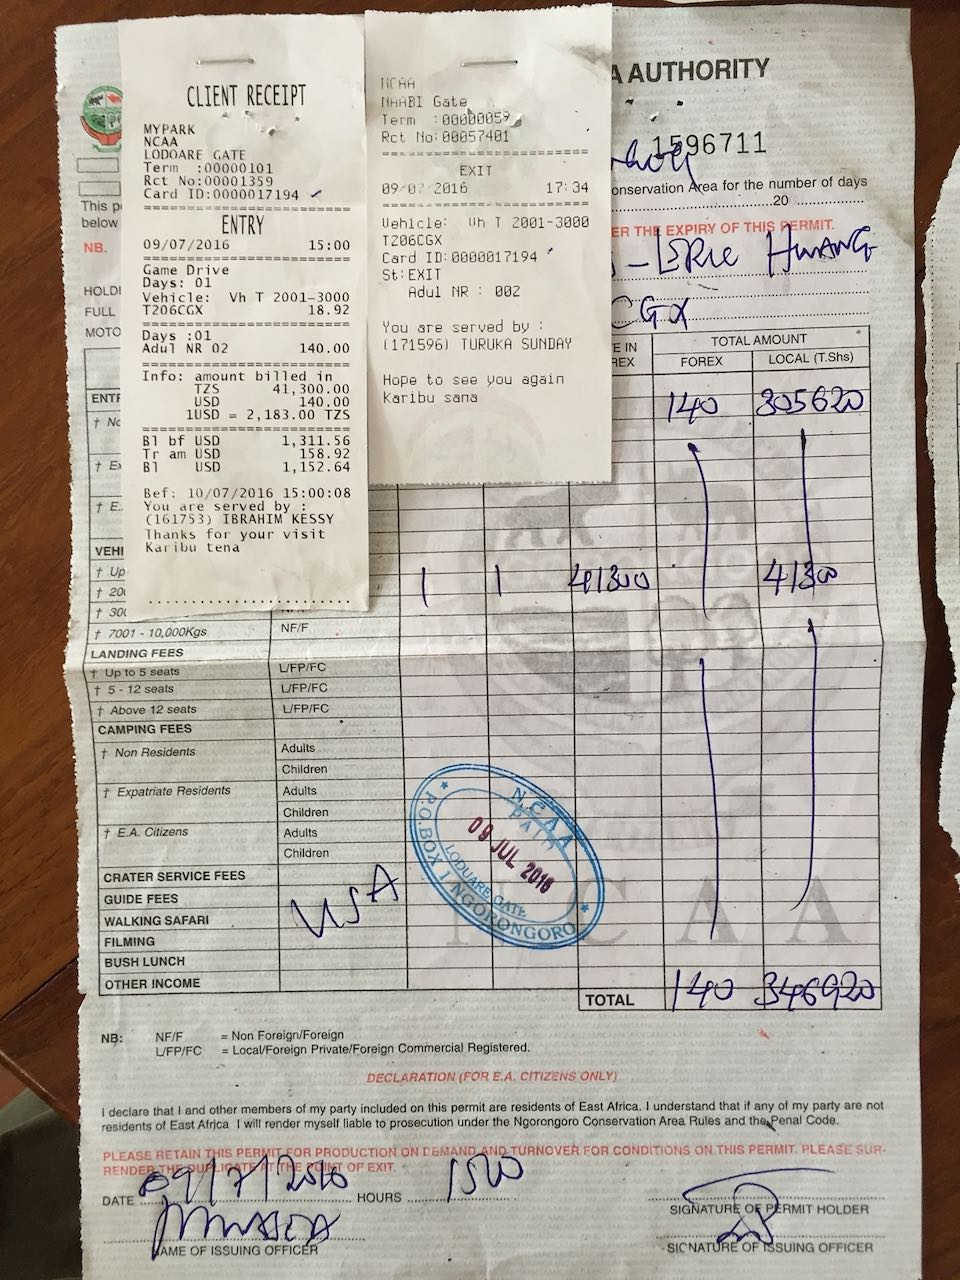 CLIENT RECEIPT
MYPARK
NCAA
LODOARE GATE
Term :00000101
Rct No:00001359
Card ID:0000017194
ENTRY
09/07/2016 15:00
Game Drive
Days: 01
Vehicle: Vh T 2001-3000
T206CGX 18.92
Days :01
Adul NR 02 140.00
Info: amount billed in
TZS 41,300.00
USD 140.00
1USD = 2,183.00 TZS
Bl bf USD 1,311.56
Tr am USD 158.92
Bl USD 1,152.64
Bef: 10/07/2016 15:00:08
You are served by :
(161753) IBRAHIM KESSY
Thanks for your visit
Karibu tena
NCAA
NAABI Gate
Term :00000059
Rct No:00057401
EXIT
09/07/2016 17:34
Vehicle: Vh T 2001-3000
T206CGX
Card ID:0000017194
St:EXIT
Adul NR : 002
You are served by :
(171596) TURUKA SUNDAY
Hope to see you again
Karibu sana
A AUTHORITY
1596711
This p
onservation Area for the number of days
below
20
NB.
ER THE EXPIRY OF THIS PERMIT.
HOLD
HWANG
FULL
CGX
MOTO
E IN
REX
TOTAL AMOUNT
FOREX LOCAL (T.Shs)
ENT
140 305620
† No
† Ex
† E.
VEHI
† Up
1 1 41300 41300
† 200
† 300
† 7001 - 10,000Kgs NF/F
LANDING FEES
† Up to 5 seats L/FP/FC
† 5 - 12 seats L/FP/FC
† Above 12 seats L/FP/FC
CAMPING FEES
† Non Residents Adults
Children
† Expatriate Residents Adults
Children
† E.A. Citizens Adults
Children
CRATER SERVICE FEES
GUIDE FEES
WALKING SAFARI
FILMING
BUSH LUNCH
OTHER INCOME
USA
N.C.A.A
PAID
09 JUL 2016
LODUARE GATE
P.O.BOX 1 NGORONGORO
NCAA
TOTAL 140 346920
NB: NF/F = Non Foreign/Foreign
L/FP/FC = Local/Foreign Private/Foreign Commercial Registered.
DECLARATION (FOR E.A. CITIZENS ONLY)
I declare that I and other members of my party included on this permit are residents of East Africa. I understand that if any of my party are not
residents of East Africa I will render myself liable to prosecution under the Ngorongoro Conservation Area Rules and the Penal Code.
PLEASE RETAIN THIS PERMIT FOR PRODUCTION ON DEMAND AND TURNOVER FOR CONDITIONS ON THIS PERMIT. PLEASE SUR-
RENDER THE DUPLICATE AT THE POINT OF EXIT.
DATE 09/7/2016 HOURS 1500
SIGNATURE OF PERMIT HOLDER
NAME OF ISSUING OFFICER
SIGNATURE OF ISSUING OFFICER